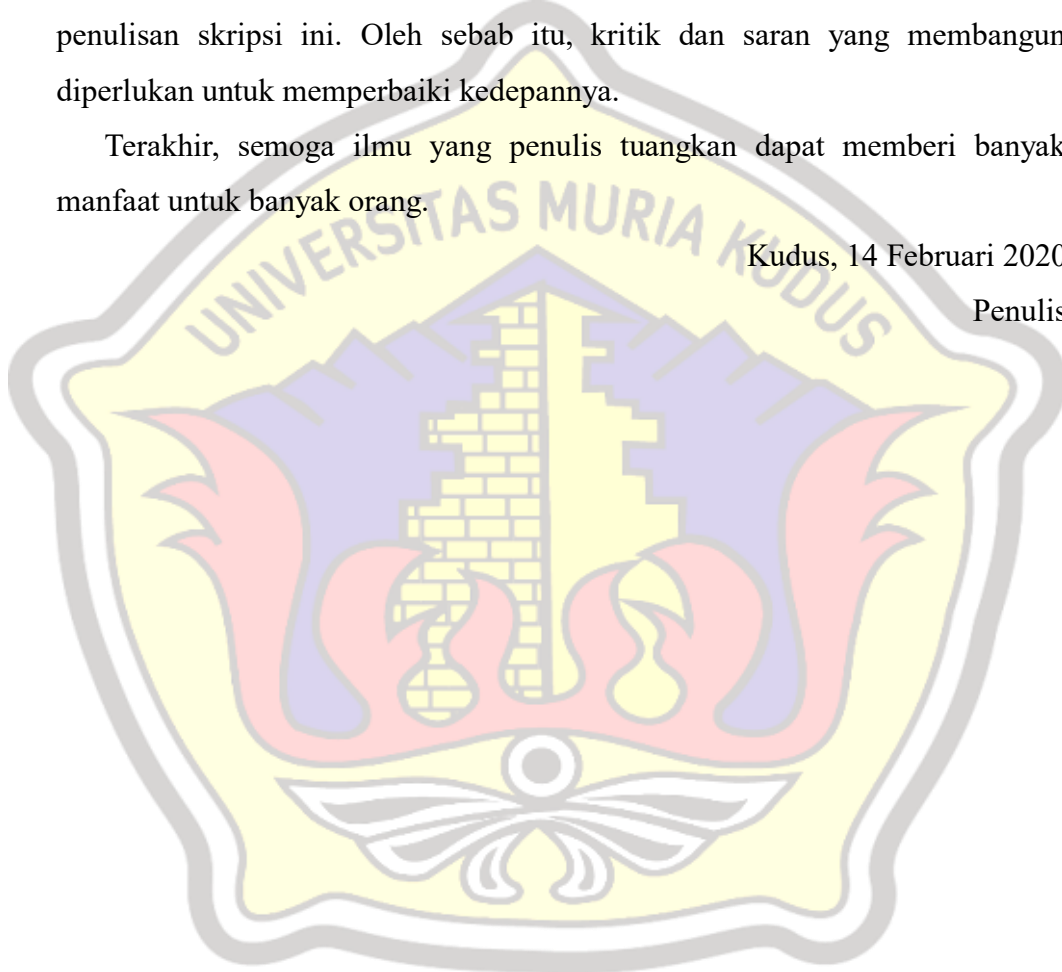 penulisan skripsi ini. Oleh sebab itu, kritik dan saran yang membangun
diperlukan untuk memperbaiki kedepannya.
Terakhir, semoga ilmu yang penulis tuangkan dapat memberi banyak
manfaat untuk banyak orang.
UNIVERSITAS MURIA KUDUS
Kudus, 14 Februari 2020
Penulis